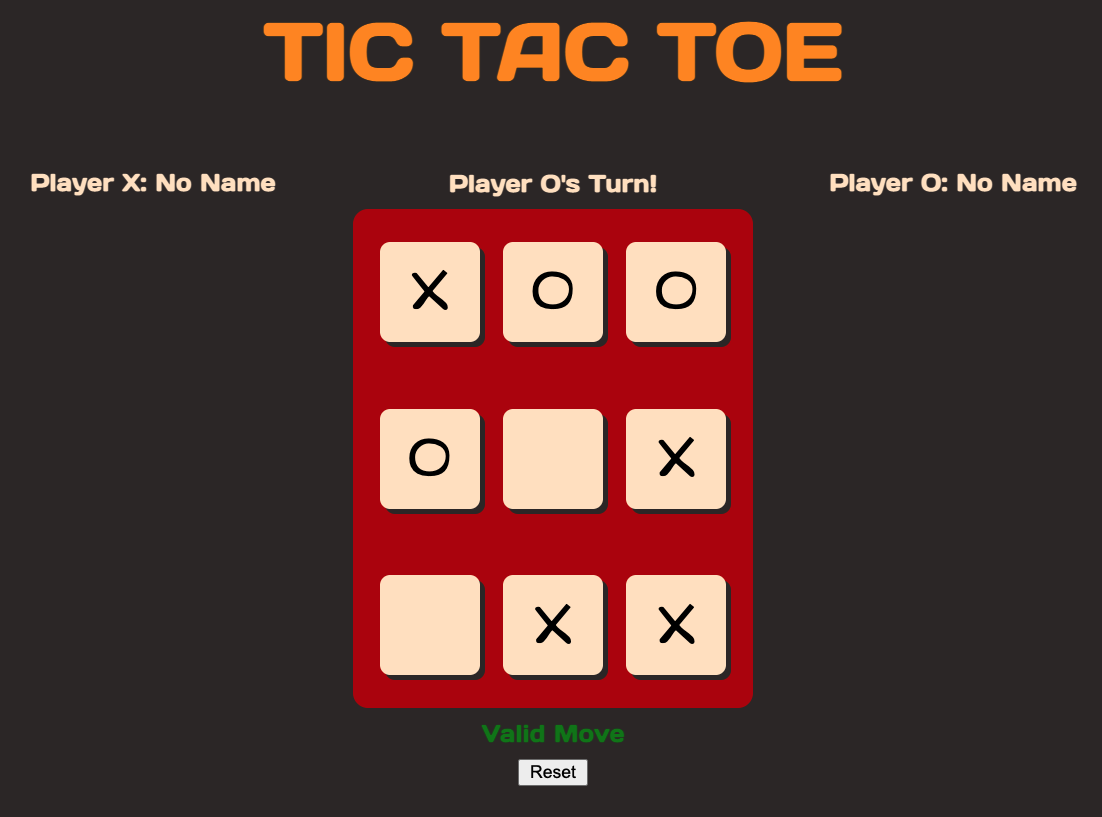 TIC TAC TOE
Player X: No Name
Player O's Turn!
Player O: No Name
X O O
O X
X X
Valid Move
Reset